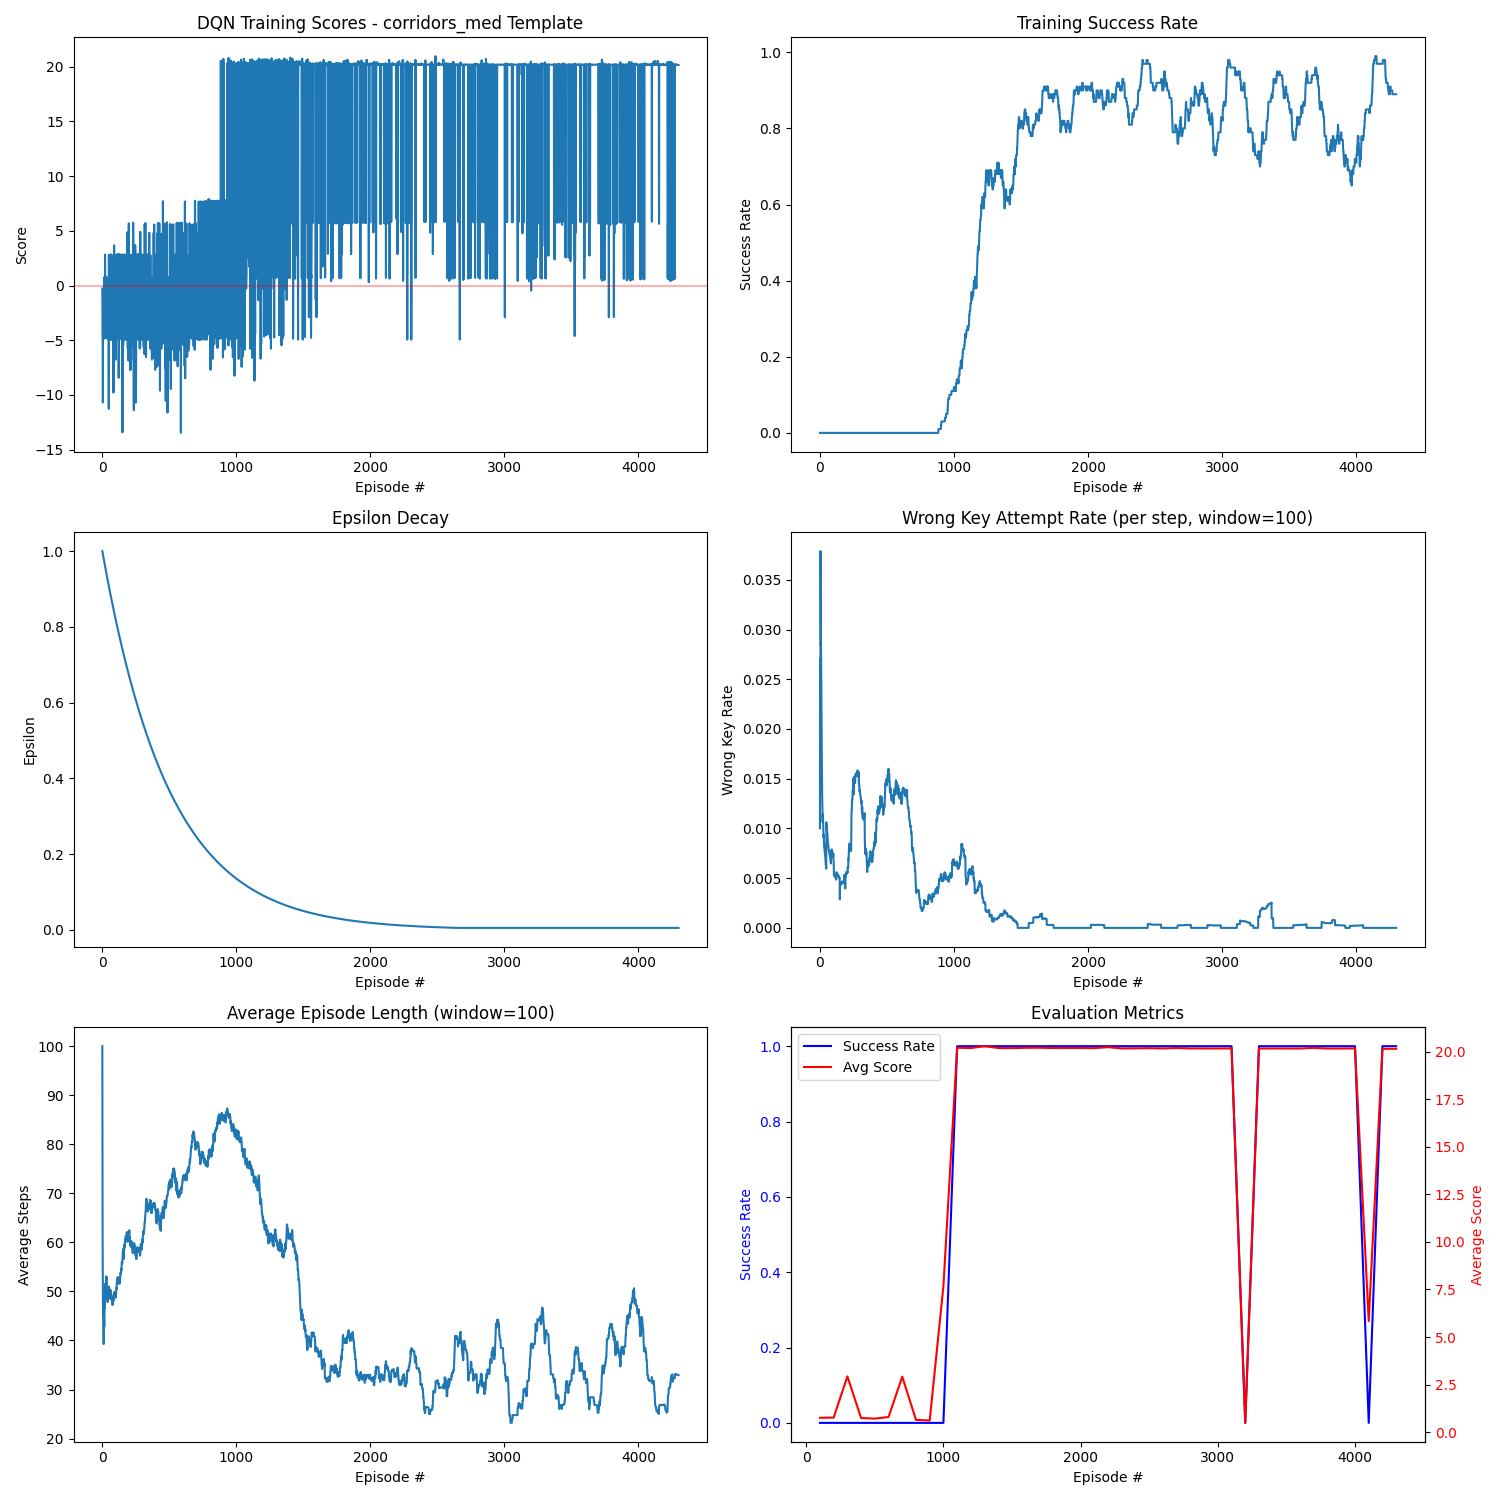 DQN Training Scores - corridors_med Template
Score
20
15
10
5
0
−5
−10
−15
0 1000 2000 3000 4000
Episode #
Training Success Rate
Success Rate
1.0
0.8
0.6
0.4
0.2
0.0
0 1000 2000 3000 4000
Episode #
Epsilon Decay
Epsilon
1.0
0.8
0.6
0.4
0.2
0.0
0 1000 2000 3000 4000
Episode #
Wrong Key Attempt Rate (per step, window=100)
Wrong Key Rate
0.035
0.030
0.025
0.020
0.015
0.010
0.005
0.000
0 1000 2000 3000 4000
Episode #
Average Episode Length (window=100)
Average Steps
100
90
80
70
60
50
40
30
20
0 1000 2000 3000 4000
Episode #
Evaluation Metrics
Success Rate
Avg Score
Success Rate
1.0
0.8
0.6
0.4
0.2
0.0
20.0
17.5
15.0
12.5
10.0
7.5
5.0
2.5
0.0
Average Score
0 1000 2000 3000 4000
Episode #